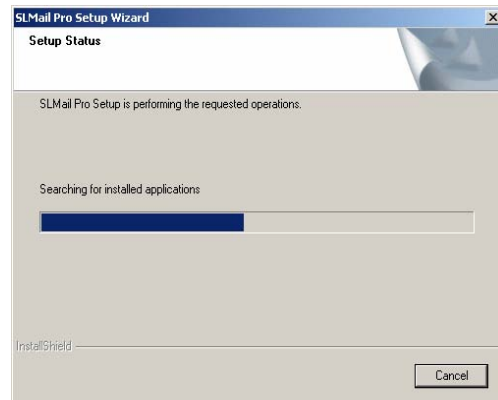 SLMail Pro Setup Wizard
Setup Status
SLMail Pro Setup is performing the requested operations.
Searching for installed applications
InstallShield
Cancel